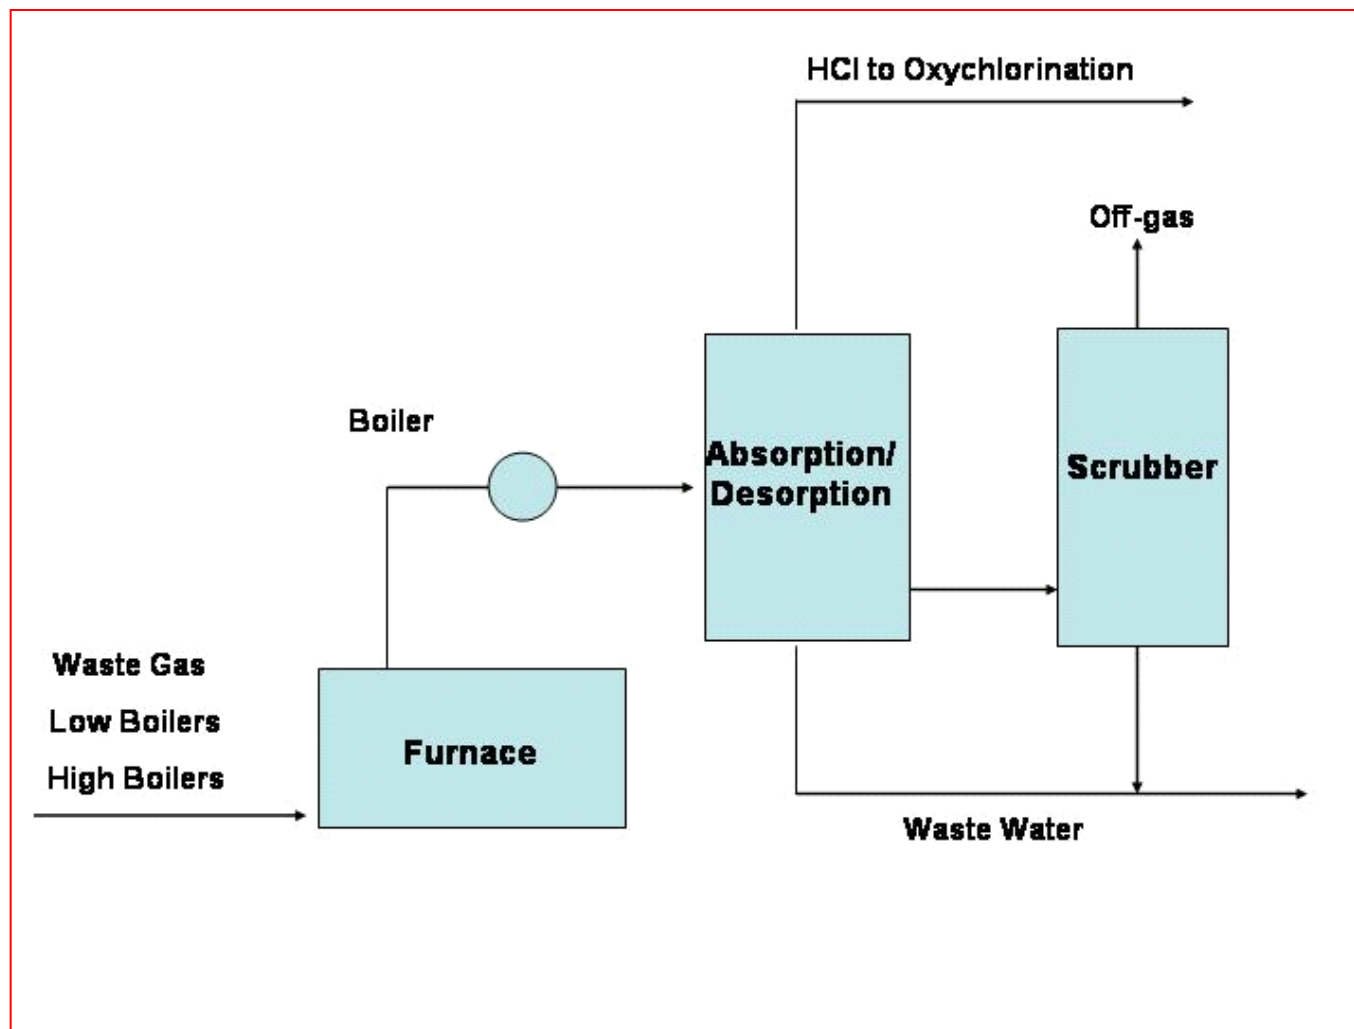 HCl to Oxychlorination
Off-gas
Boiler
Absorption/
Desorption
Scrubber
Waste Gas
Low Boilers
High Boilers
Furnace
Waste Water